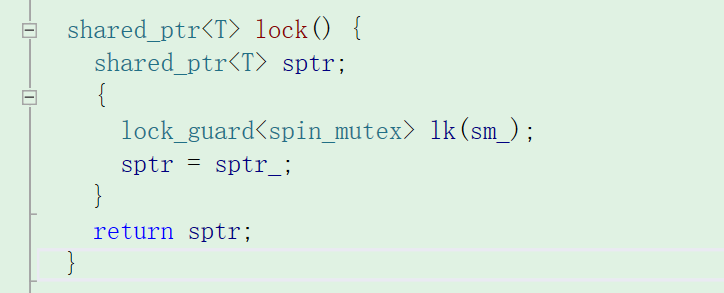 shared_ptr<T> lock() {
shared_ptr<T> sptr;
{
lock_guard<spin_mutex> lk(sm_);
sptr = sptr_;
}
return sptr;
}